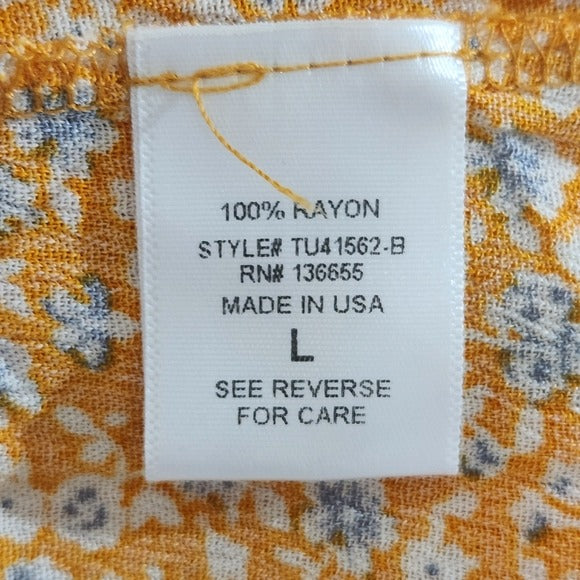 100% RAYON
STYLE# TU41562-B
RN# 136655
MADE IN USA
L
SEE REVERSE
FOR CARE